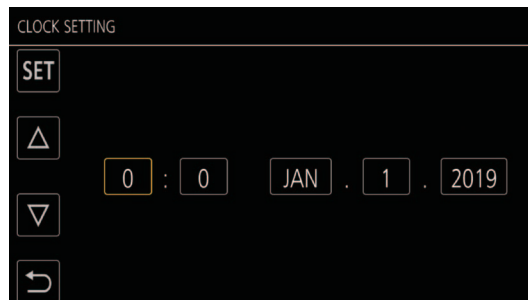 CLOCK SETTING
SET
0 : 0 JAN . 1 . 2019